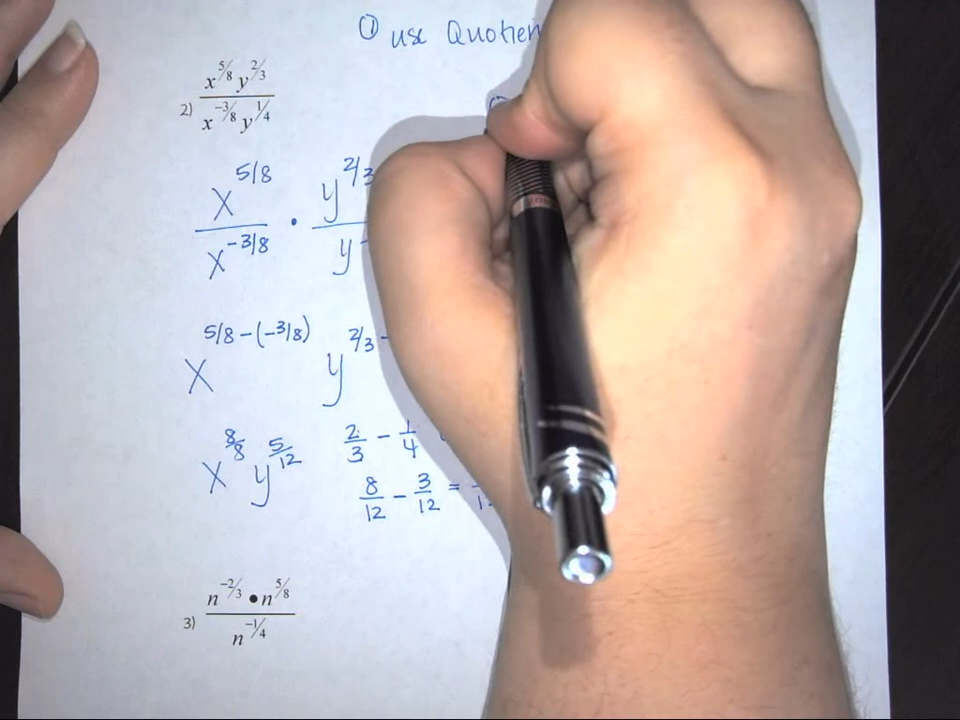 ① use Quotien
2) x^{5/8} y^{2/3} / x^{-3/8} y^{1/4}
x^{5/8} / x^{-3/8} · y^{2/3} / y
x^{5/8-(-3/8)} y^{2/3 -
x^{8/8} y^{5/12} 2/3 - 1/4
8/12 - 3/12 =
3) n^{-2/3} • n^{5/8} / n^{-1/4}